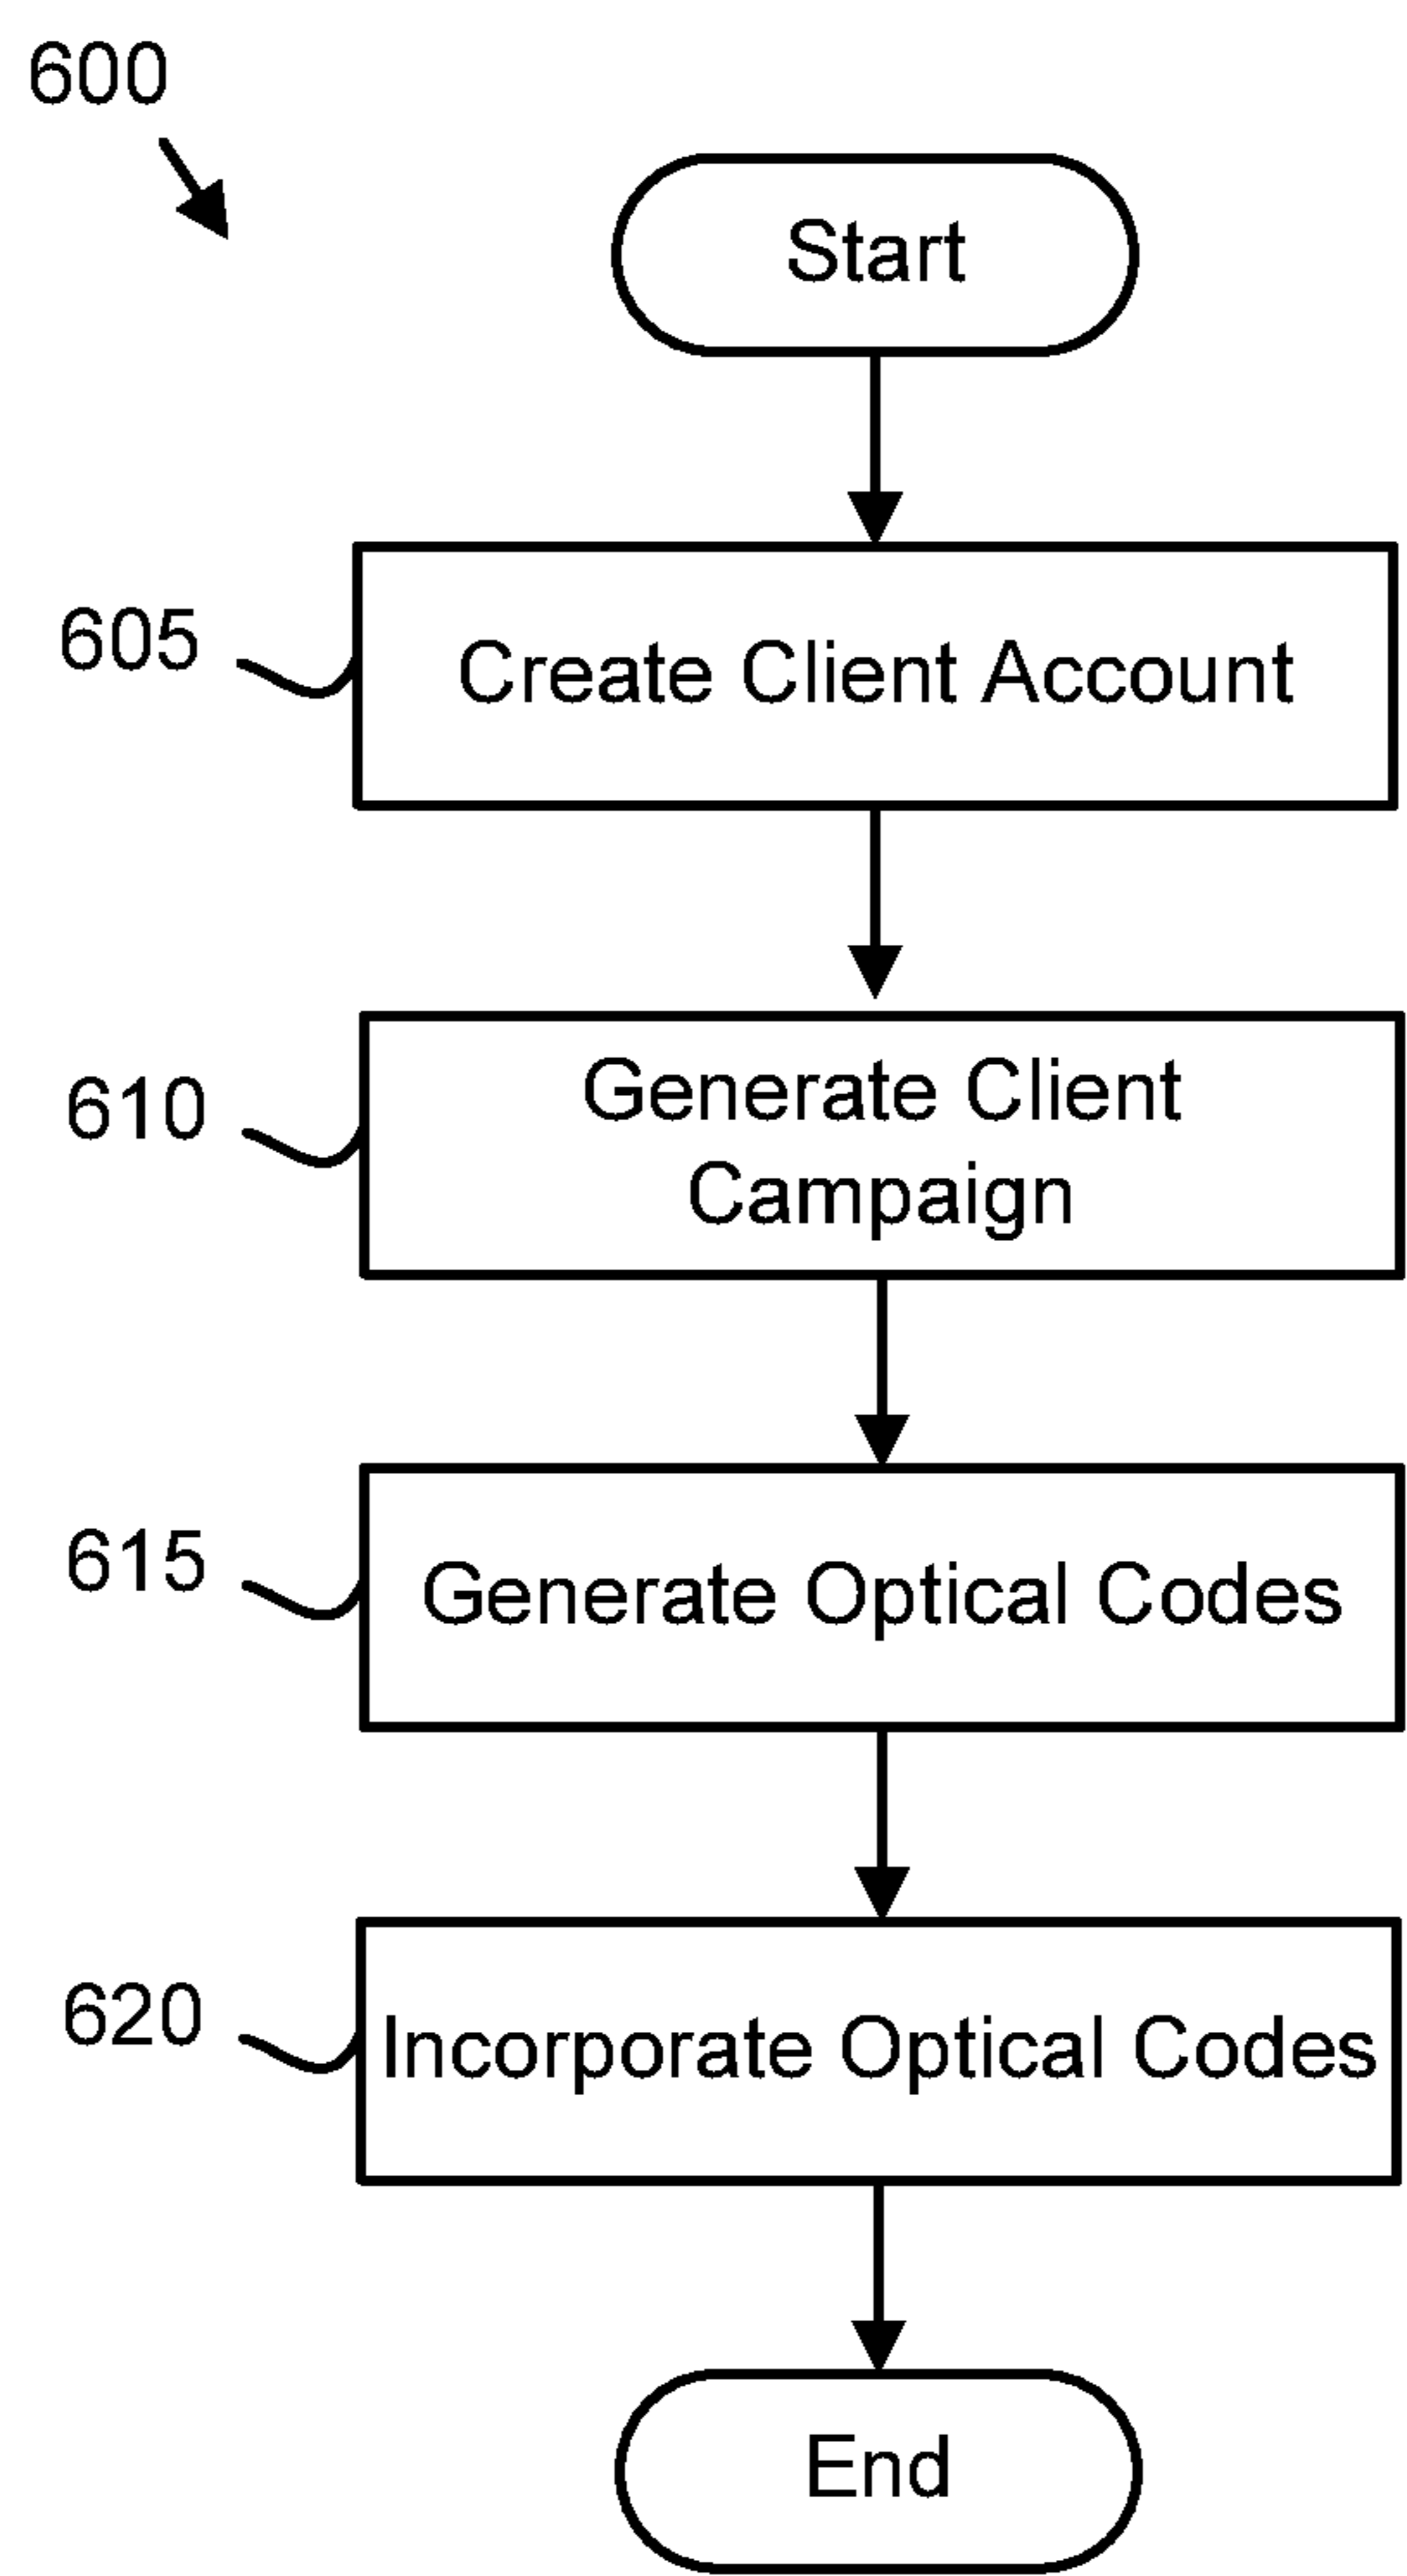 600
Start
605
Create Client Account
610
Generate Client
Campaign
615
Generate Optical Codes
620
Incorporate Optical Codes
End